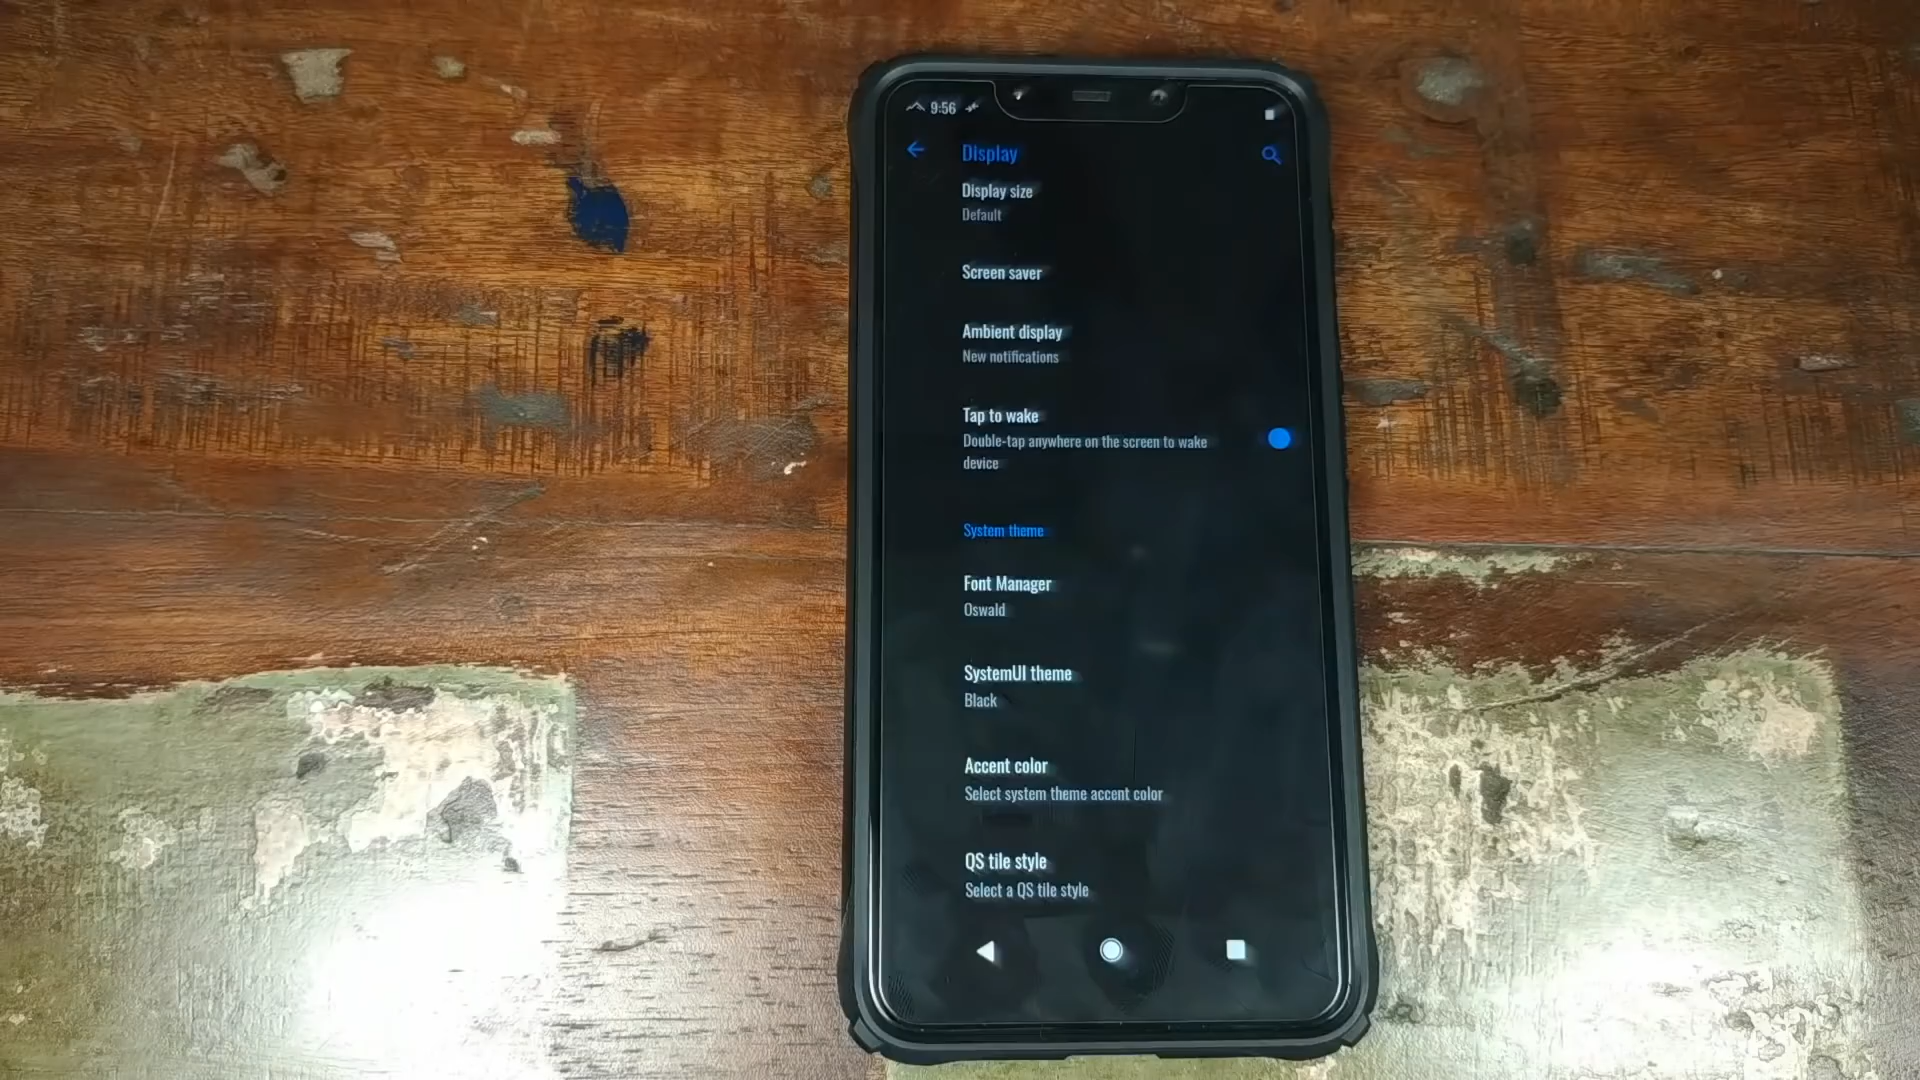 9:56
Display
Display size
Default
Screen saver
Ambient display
New notifications
Tap to wake
Double-tap anywhere on the screen to wake
device
System theme
Font Manager
Oswald
SystemUI theme
Black
Accent color
Select system theme accent color
QS tile style
Select a QS tile style